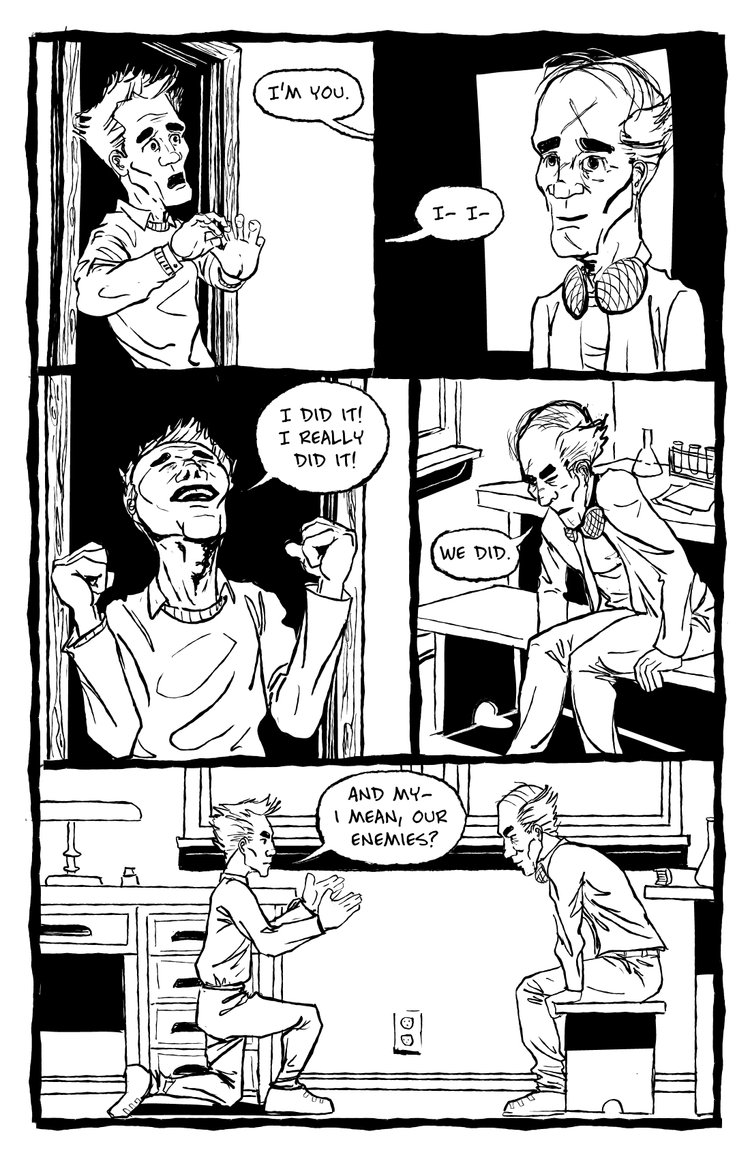 I'M YOU.
I- I-
I DID IT!
I REALLY
DID IT!
WE DID.
AND MY-
I MEAN, OUR
ENEMIES?